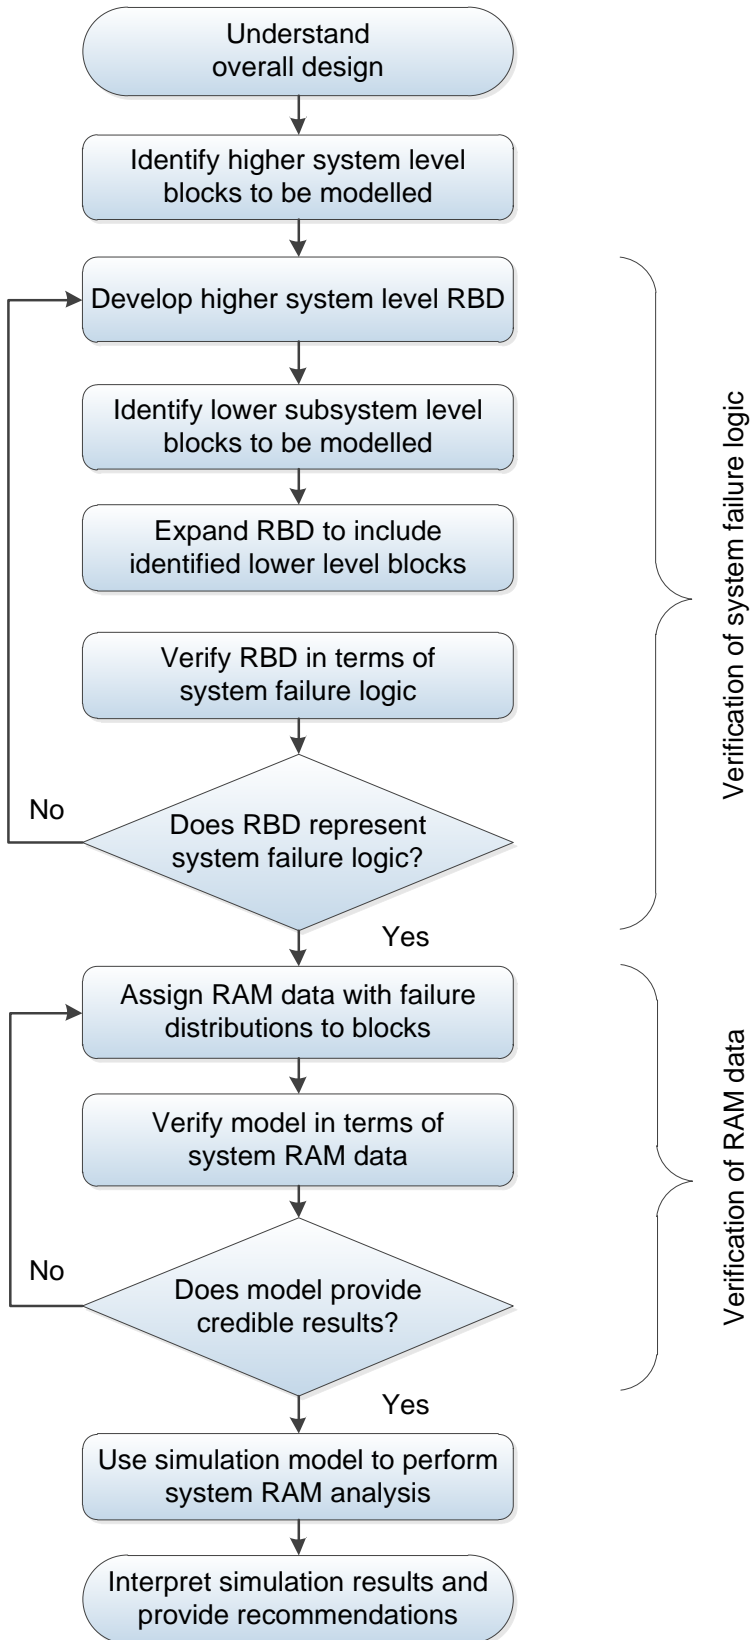 Understand
overall design
Identify higher system level
blocks to be modelled
Develop higher system level RBD
Identify lower subsystem level
blocks to be modelled
Expand RBD to include
identified lower level blocks
Verify RBD in terms of
system failure logic
Verification of system failure logic
No
Does RBD represent
system failure logic?
Yes
Assign RAM data with failure
distributions to blocks
Verify model in terms of
system RAM data
Verification of RAM data
No
Does model provide
credible results?
Yes
Use simulation model to perform
system RAM analysis
Interpret simulation results and
provide recommendations